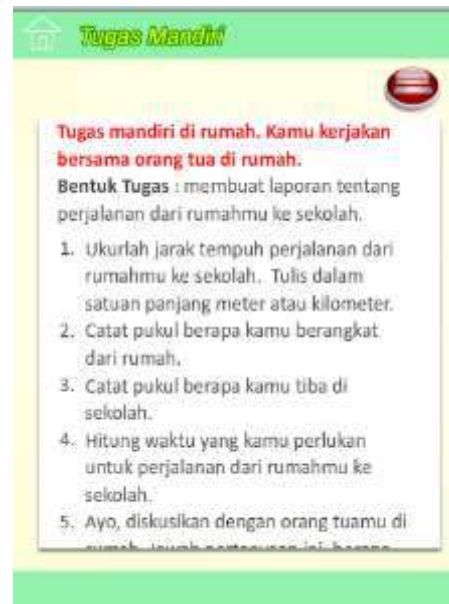 Tugas Mandiri
Tugas mandiri di rumah. Kamu kerjakan
bersama orang tua di rumah.
Bentuk Tugas : membuat laporan tentang
perjalanan dari rumahmu ke sekolah.
1. Ukurlah jarak tempuh perjalanan dari
rumahmu ke sekolah. Tulis dalam
satuan panjang meter atau kilometer.
2. Catat pukul berapa kamu berangkat
dari rumah.
3. Catat pukul berapa kamu tiba di
sekolah.
4. Hitung waktu yang kamu perlukan
untuk perjalanan dari rumahmu ke
sekolah.
5. Ayo, diskusikan dengan orang tuamu di